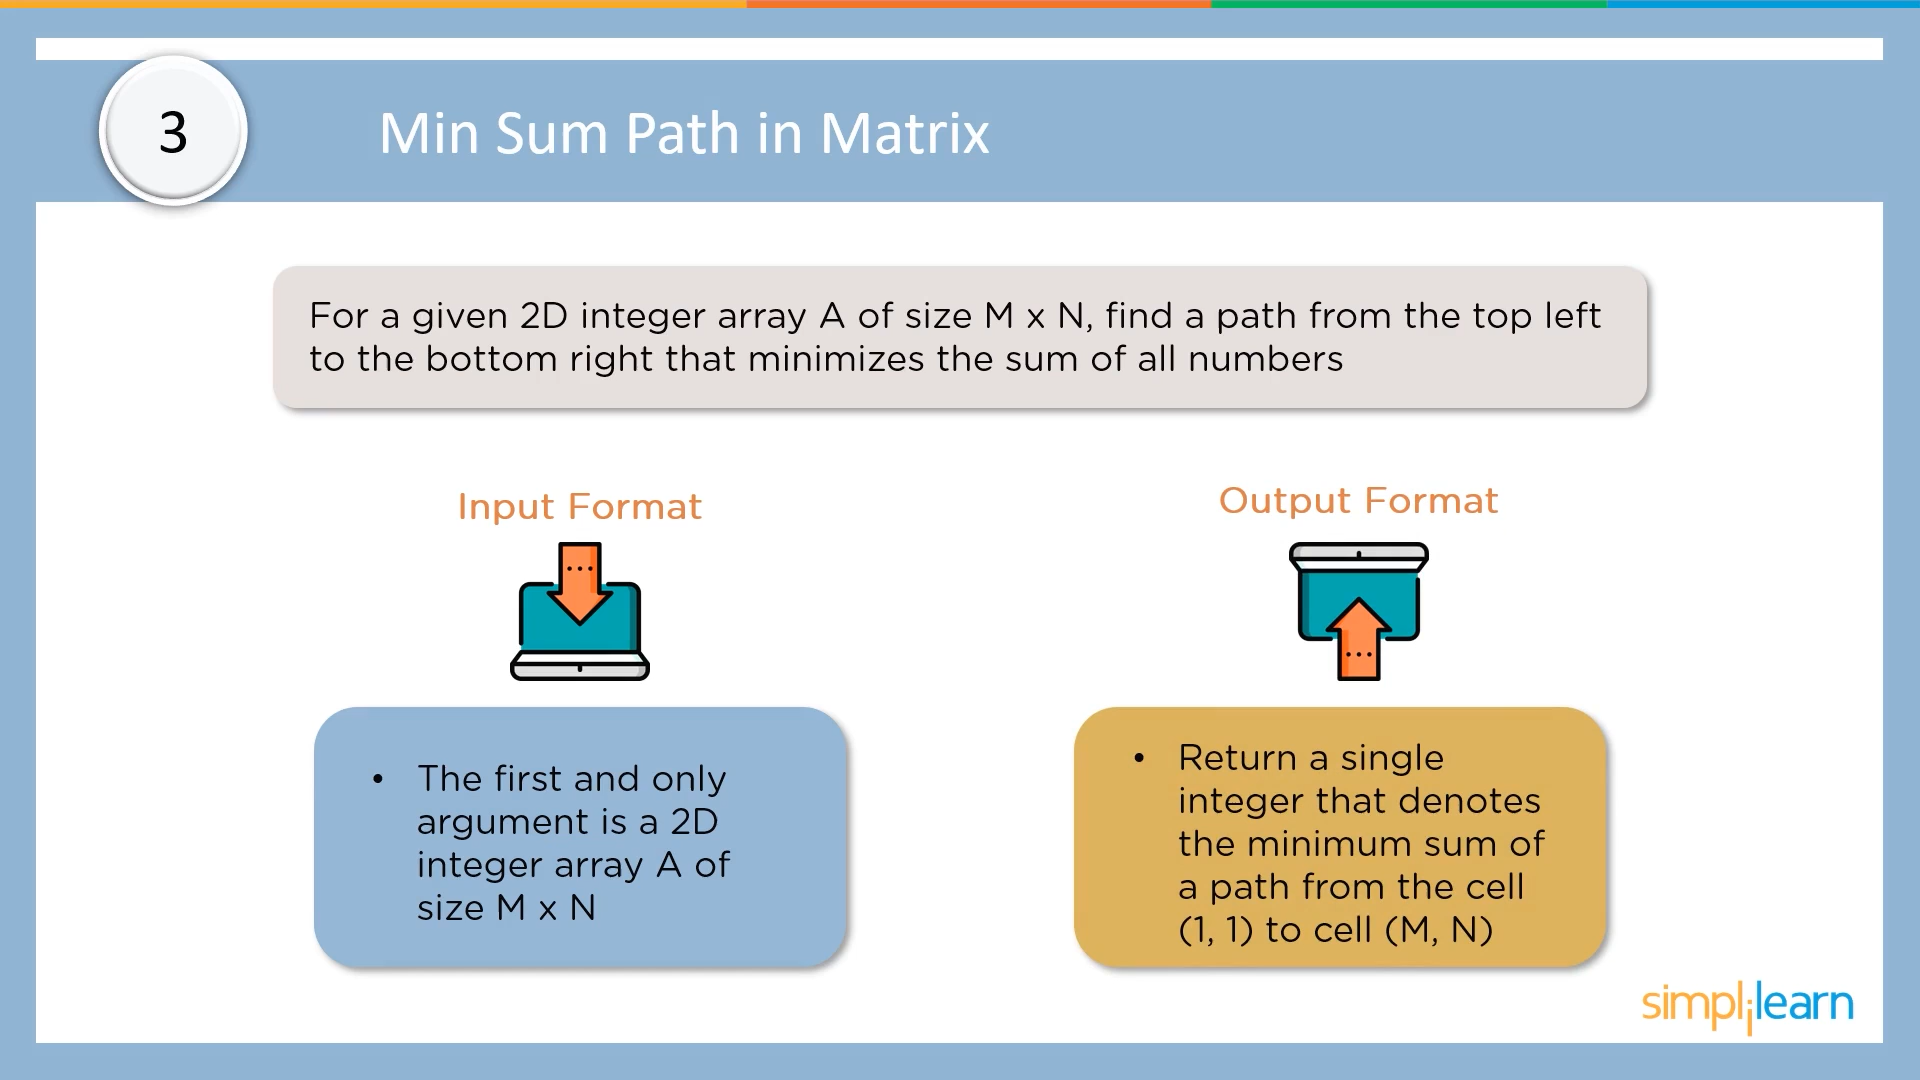 3
Min Sum Path in Matrix
For a given 2D integer array A of size M x N, find a path from the top left
to the bottom right that minimizes the sum of all numbers
Input Format
Output Format
• The first and only
argument is a 2D
integer array A of
size M x N
• Return a single
integer that denotes
the minimum sum of
a path from the cell
(1, 1) to cell (M, N)
simplilearn